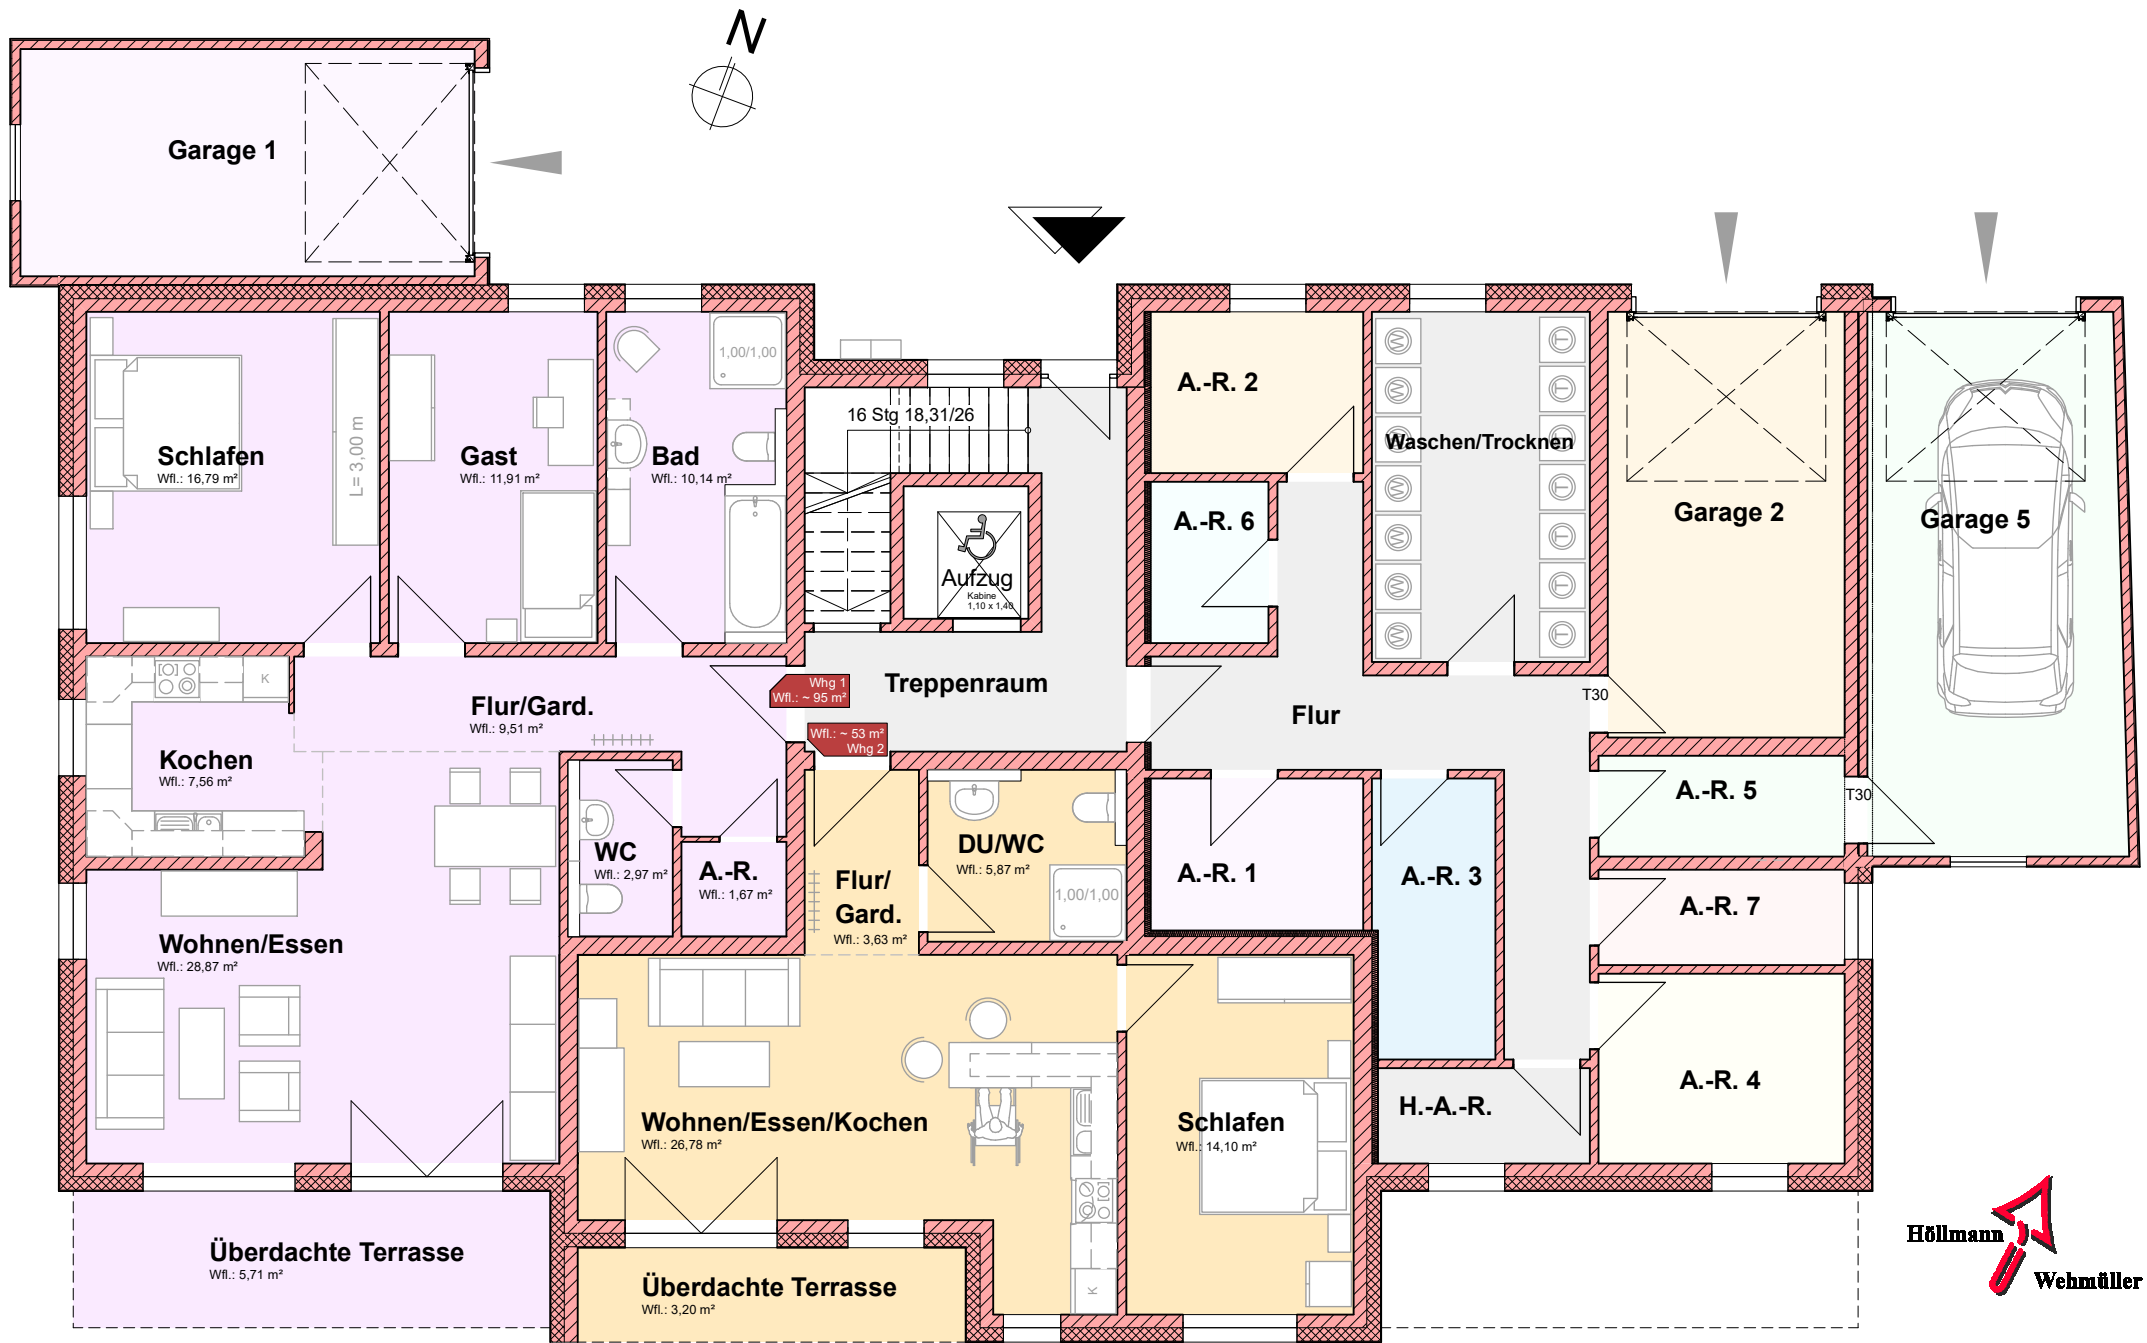 N
Garage 1
1,00/1,00
16 Stg 18,31/26
L= 3,00 m
Schlafen
Wfl.: 16,79 m²
Gast
Wfl.: 11,91 m²
Bad
Wfl.: 10,14 m²
A.-R. 2
Waschen/Trocknen
W
W
W
W
W
W
W
T
T
T
T
T
T
T
A.-R. 6
Garage 2
Garage 5
Aufzug
Kabine
1,10 x 1,40
K
Whg 1
Wfl.: ~ 95 m²
Treppenraum
Flur/Gard.
Wfl.: 9,51 m²
Flur
T30
Wfl.: ~ 53 m²
Whg 2
Kochen
Wfl.: 7,56 m²
A.-R. 5
T30
WC
Wfl.: 2,97 m²
A.-R.
Wfl.: 1,67 m²
Flur/
Gard.
Wfl.: 3,63 m²
DU/WC
Wfl.: 5,87 m²
1,00/1,00
A.-R. 1
A.-R. 3
A.-R. 7
Wohnen/Essen
Wfl.: 28,87 m²
A.-R. 4
H.-A.-R.
Wohnen/Essen/Kochen
Wfl.: 26,78 m²
Schlafen
Wfl.: 14,10 m²
K
Überdachte Terrasse
Wfl.: 5,71 m²
Überdachte Terrasse
Wfl.: 3,20 m²
Höllmann
Wehmüller